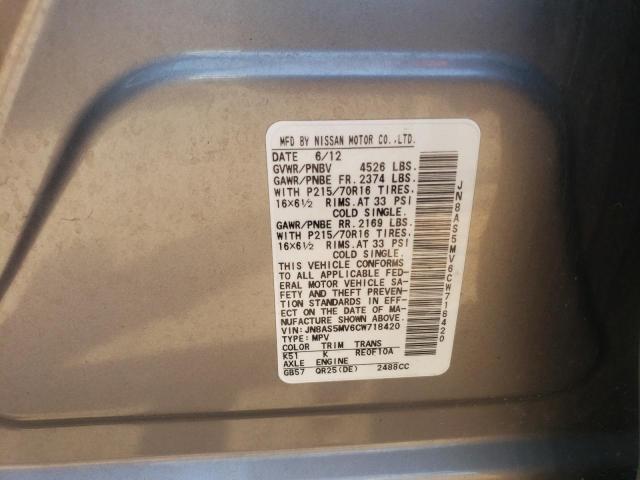 MFD BY NISSAN MOTOR CO.,LTD.
DATE 6/12
GVWR/PNBV 4526 LBS.
GAWR/PNBE FR. 2374 LBS.
WITH P215/70R16 TIRES.
16X6½ RIMS.AT 33 PSI
COLD SINGLE.
GAWR/PNBE RR. 2169 LBS.
WITH P215/70R16 TIRES.
16X6½ RIMS.AT 33 PSI
COLD SINGLE.
THIS VEHICLE CONFORMS
TO ALL APPLICABLE FED-
ERAL MOTOR VEHICLE SA-
FETY AND THEFT PREVEN-
TION STANDARDS IN EFF-
ECT ON THE DATE OF MA-
NUFACTURE SHOWN ABOVE.
VIN: JN8AS5MV6CW718420
TYPE: MPV
COLOR TRIM TRANS
K51 K RE0F10A
AXLE ENGINE
GB57 QR25(DE) 2488CC
JN8AS5MV6CW718420